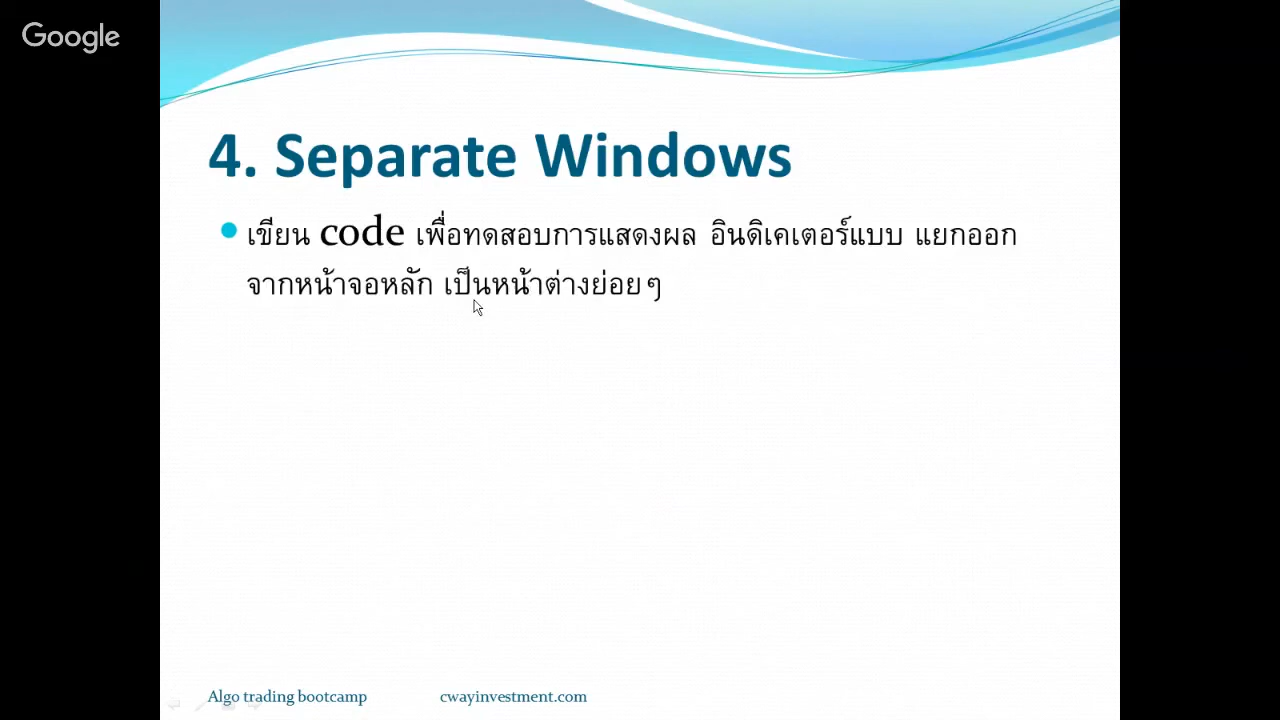 Google
4. Separate Windows
เขียน code เพื่อทดสอบการแสดงผล อินดิเคเตอร์แบบ แยกออก
จากหน้าจอหลัก เป็นหน้าต่างย่อยๆ
Algo trading bootcamp cwayinvestment.com